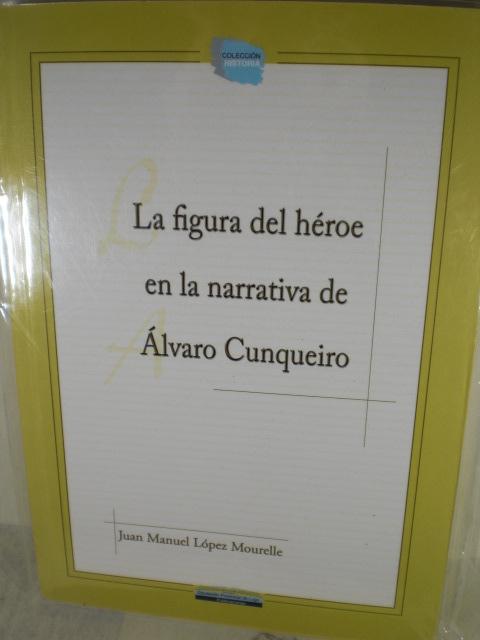 COLECCIÓN
HISTORIA
La figura del héroe
en la narrativa de
Álvaro Cunqueiro
Juan Manuel López Mourelle